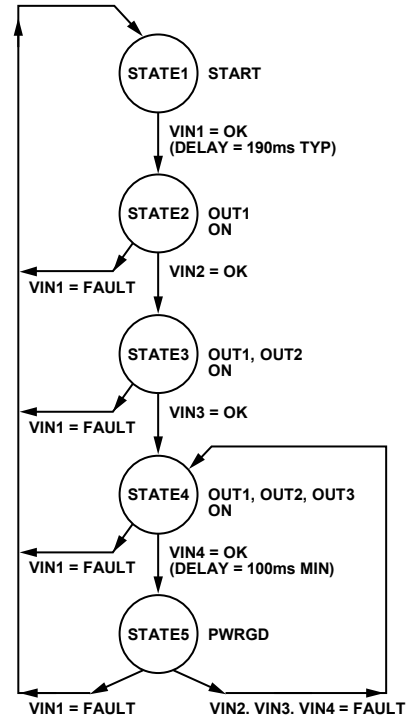 STATE1 START
VIN1 = OK
(DELAY = 190ms TYP)
STATE2 OUT1
ON
VIN2 = OK
VIN1 = FAULT
STATE3 OUT1, OUT2
ON
VIN3 = OK
VIN1 = FAULT
STATE4 OUT1, OUT2, OUT3
ON
VIN4 = OK
(DELAY = 100ms MIN)
VIN1 = FAULT
STATE5 PWRGD
VIN1 = FAULT VIN2. VIN3. VIN4 = FAULT